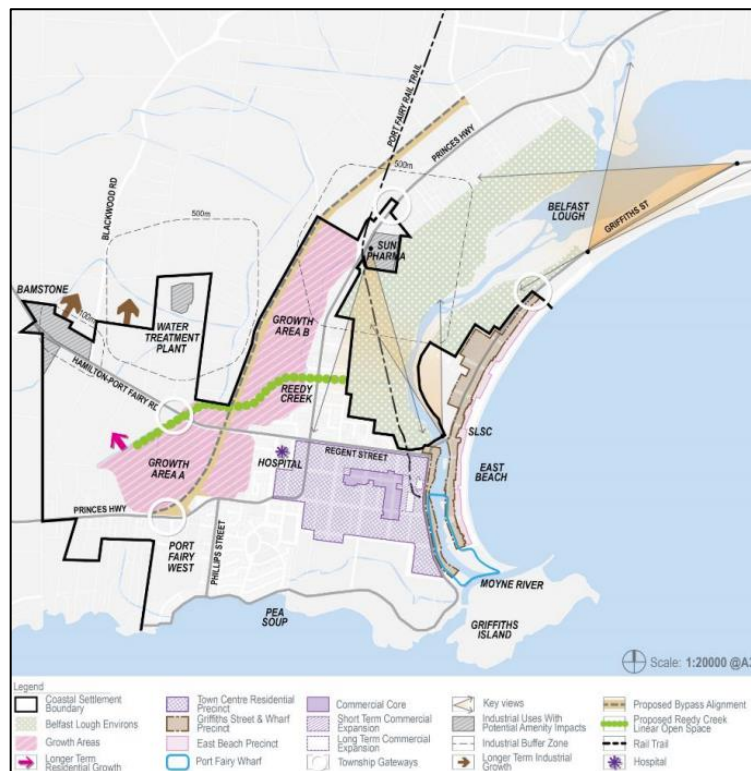 PORT FAIRY RAIL TRAIL
PRINCES HWY
500m
BLACKWOOD RD
500m
BELFAST
LOUGH
GRIFFITHS ST
SUN
PHARMA
BAMSTONE
WATER
TREATMENT
PLANT
GROWTH
AREA B
HAMILTON-PORT FAIRY RD
REEDY
CREEK
SLSC
GROWTH
AREA A
HOSPITAL
REGENT STREET
EAST
BEACH
PRINCES HWY
PORT
FAIRY
WEST
PHILLIPS STREET
MOYNE RIVER
PEA
SOUP
GRIFFITHS
ISLAND
Scale: 1:20000 @A3
Legend
Coastal Settlement
Boundary
Belfast Lough Environs
Growth Areas
Longer Term
Residential Growth
Town Centre Residential
Precinct
Griffiths Street & Wharf
Precinct
East Beach Precinct
Port Fairy Wharf
Commercial Core
Short Term Commercial
Expansion
Long Term Commercial
Expansion
Township Gateways
Key views
Industrial Uses With
Potential Amenity Impacts
Industrial Buffer Zone
Longer Term Industrial
Growth
Proposed Bypass Alignment
Proposed Reedy Creek
Linear Open Space
Rail Trail
Hospital